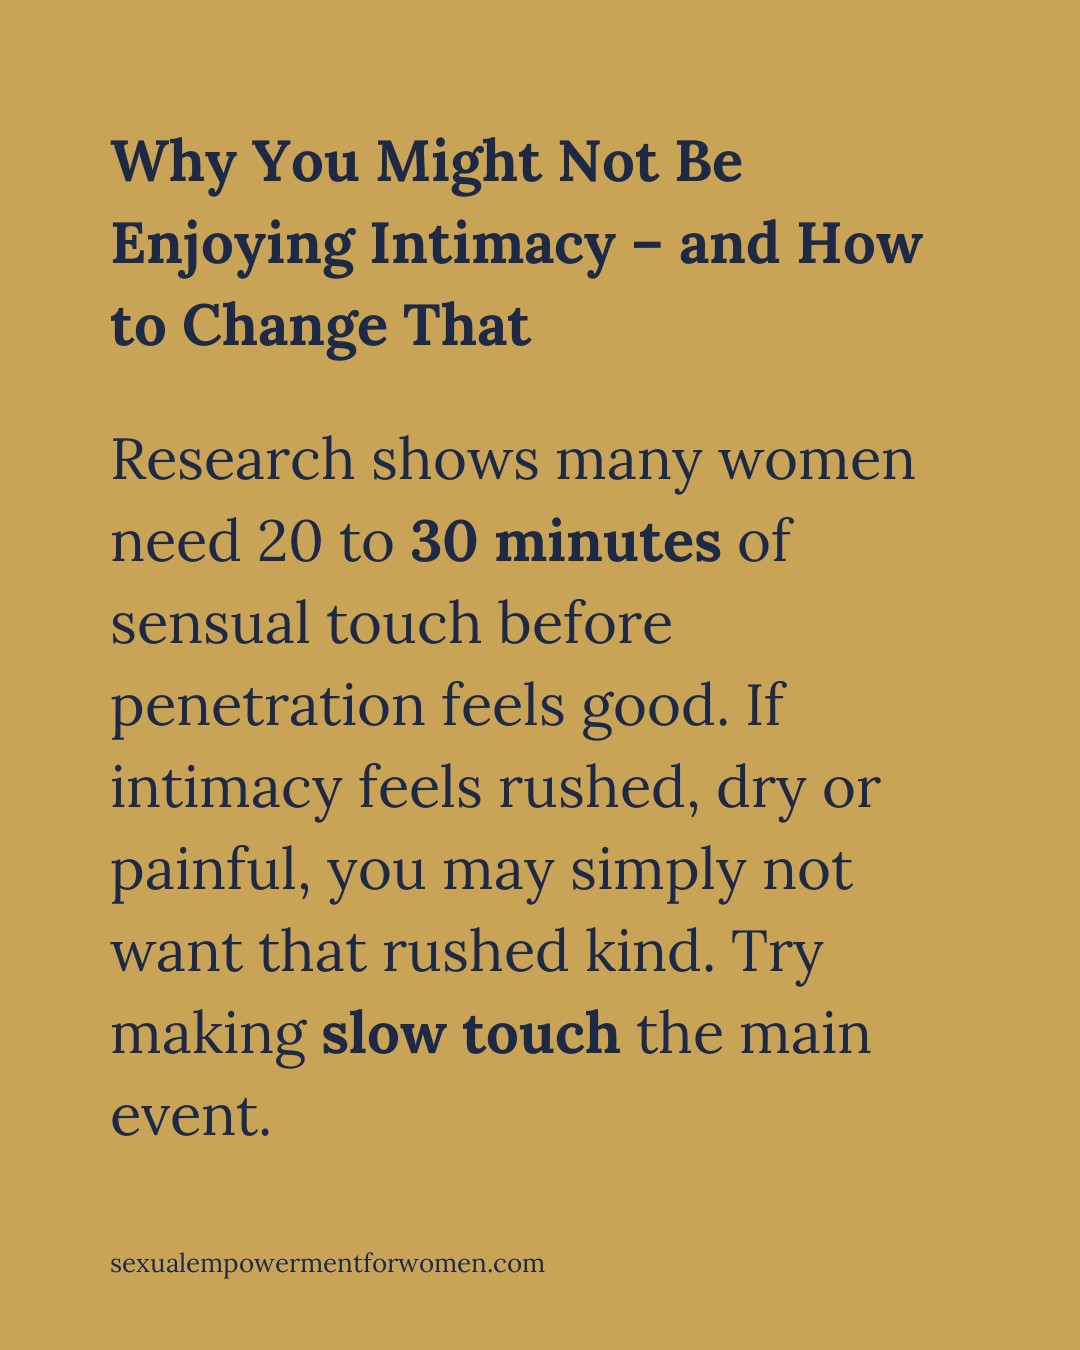 Why You Might Not Be
Enjoying Intimacy – and How
to Change That
Research shows many women
need 20 to 30 minutes of
sensual touch before
penetration feels good. If
intimacy feels rushed, dry or
painful, you may simply not
want that rushed kind. Try
making slow touch the main
event.
sexualempowermentforwomen.com